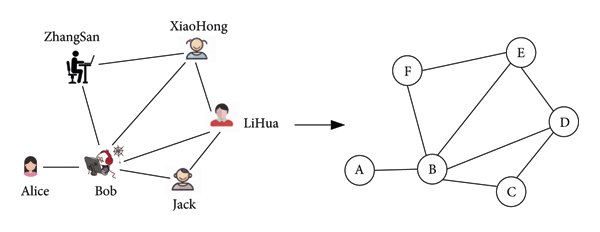 XiaoHong
ZhangSan
LiHua
Alice
Bob
Jack
E
F
D
A
B
C